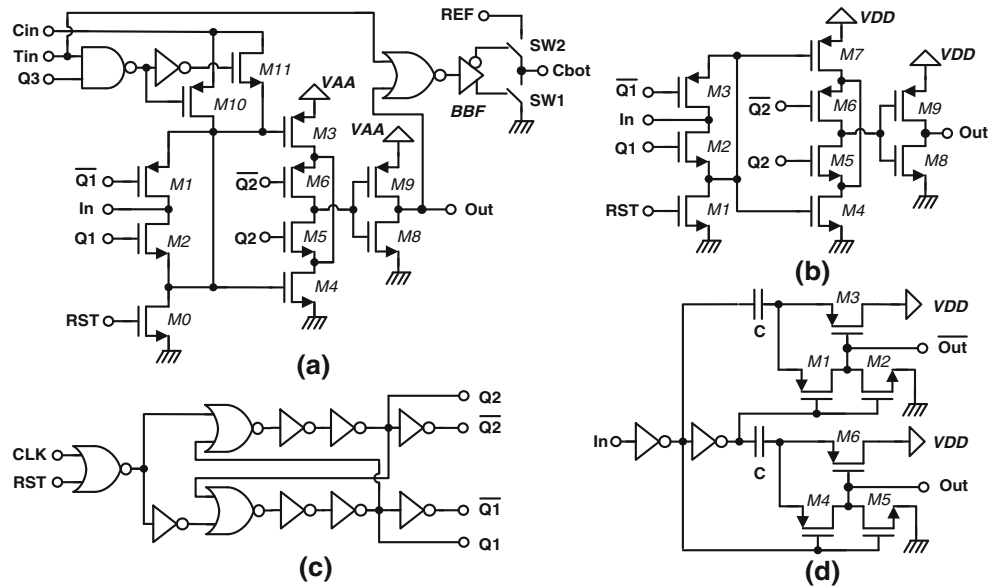 Cin
Tin
Q3
M11
M10
REF
SW2
Cbot
SW1
BBF
VAA
M3
VAA
Q1
M1
In
Q1
M2
Q2
M6
M9
Q2
M5
M8
Out
M4
RST
M0
(a)
VDD
M7
VDD
Q1
M3
In
Q2
M6
M9
Out
Q1
M2
Q2
M5
M8
RST
M1
M4
(b)
CLK
RST
Q2
Q2
Q1
Q1
(c)
M3
VDD
C
Out
M1
M2
In
C
M6
VDD
Out
M4
M5
(d)